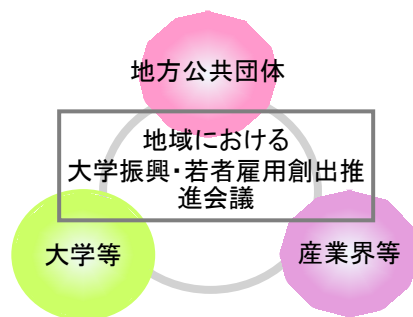 地方公共団体
地域における
大学振興・若者雇用創出推
進会議
大学等
産業界等